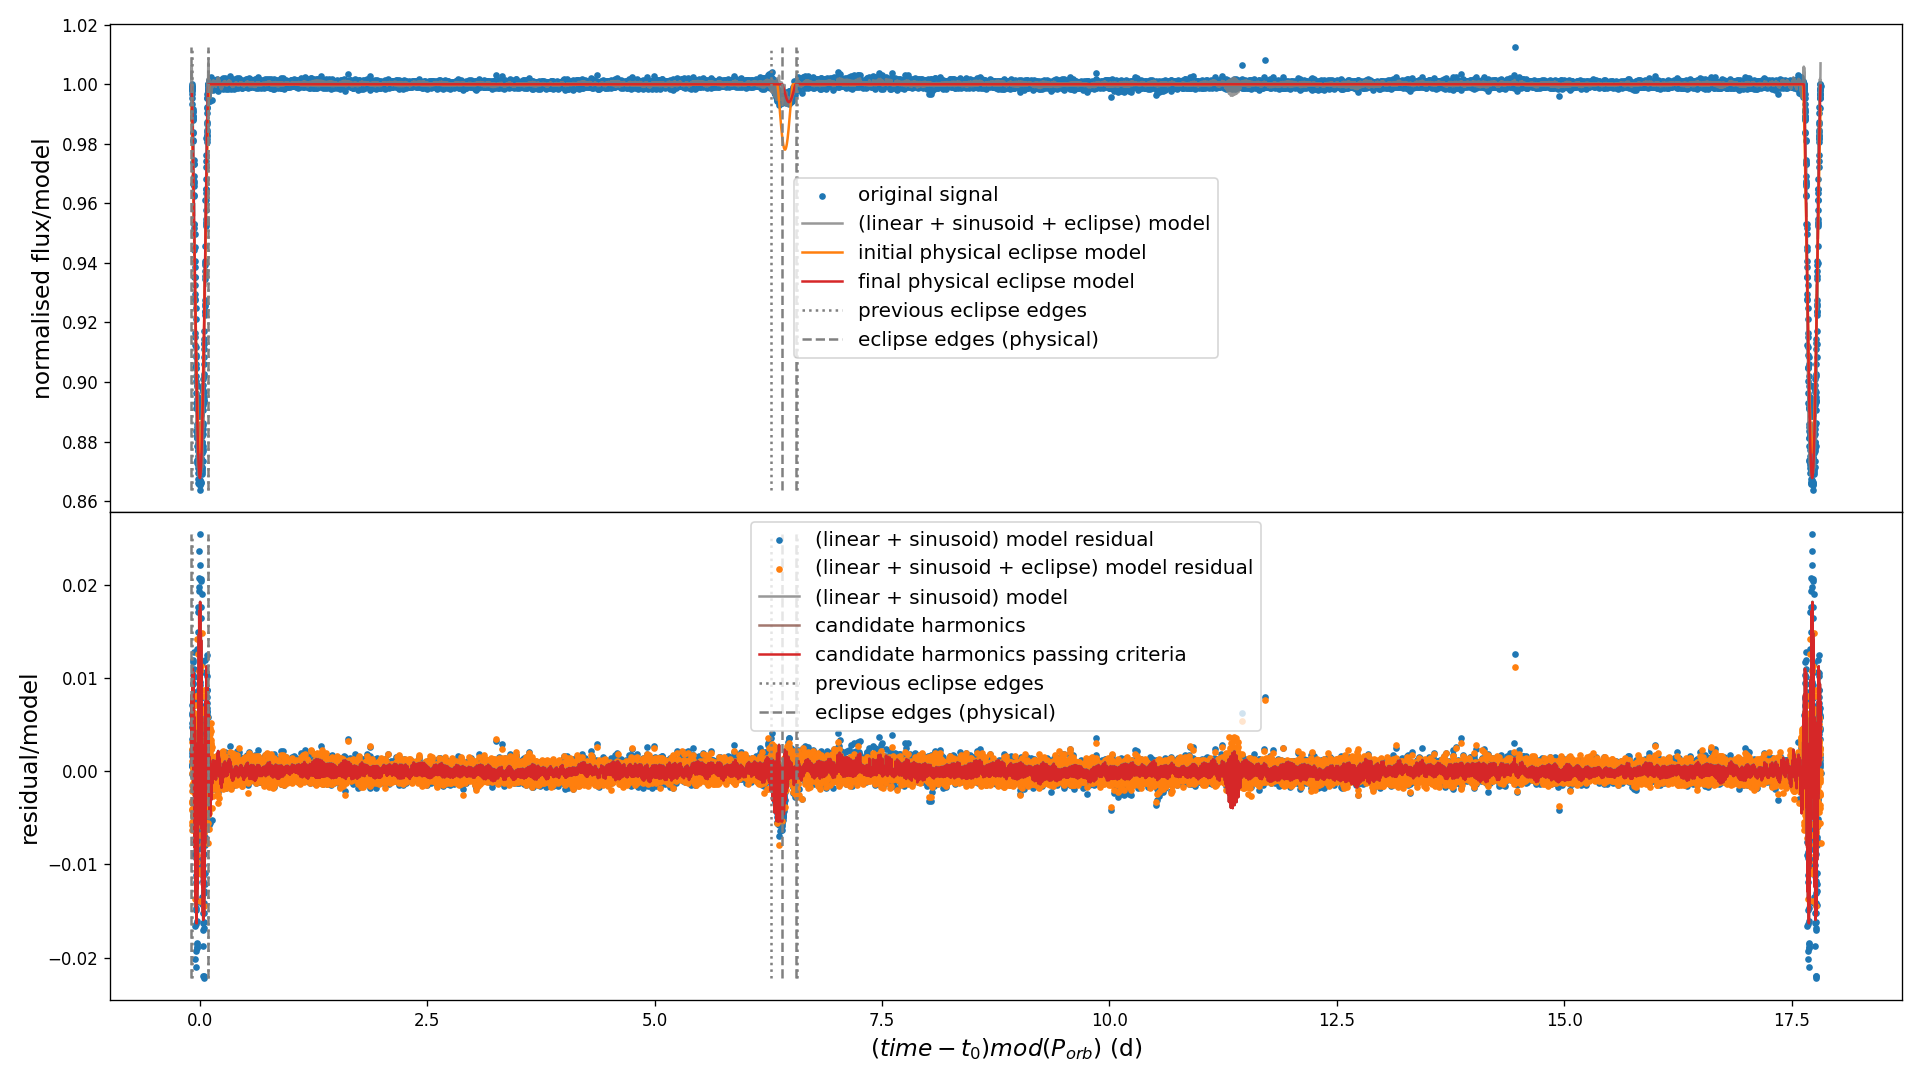 1.02
1.00
0.98
0.96
0.94
0.92
0.90
0.88
0.86
normalised flux/model
original signal
(linear + sinusoid + eclipse) model
initial physical eclipse model
final physical eclipse model
previous eclipse edges
eclipse edges (physical)
0.02
0.01
0.00
−0.01
−0.02
residual/model
(linear + sinusoid) model residual
(linear + sinusoid + eclipse) model residual
(linear + sinusoid) model
candidate harmonics
candidate harmonics passing criteria
previous eclipse edges
eclipse edges (physical)
0.0 2.5 5.0 7.5 10.0 12.5 15.0 17.5
(time − t₀)mod(P_orb) (d)